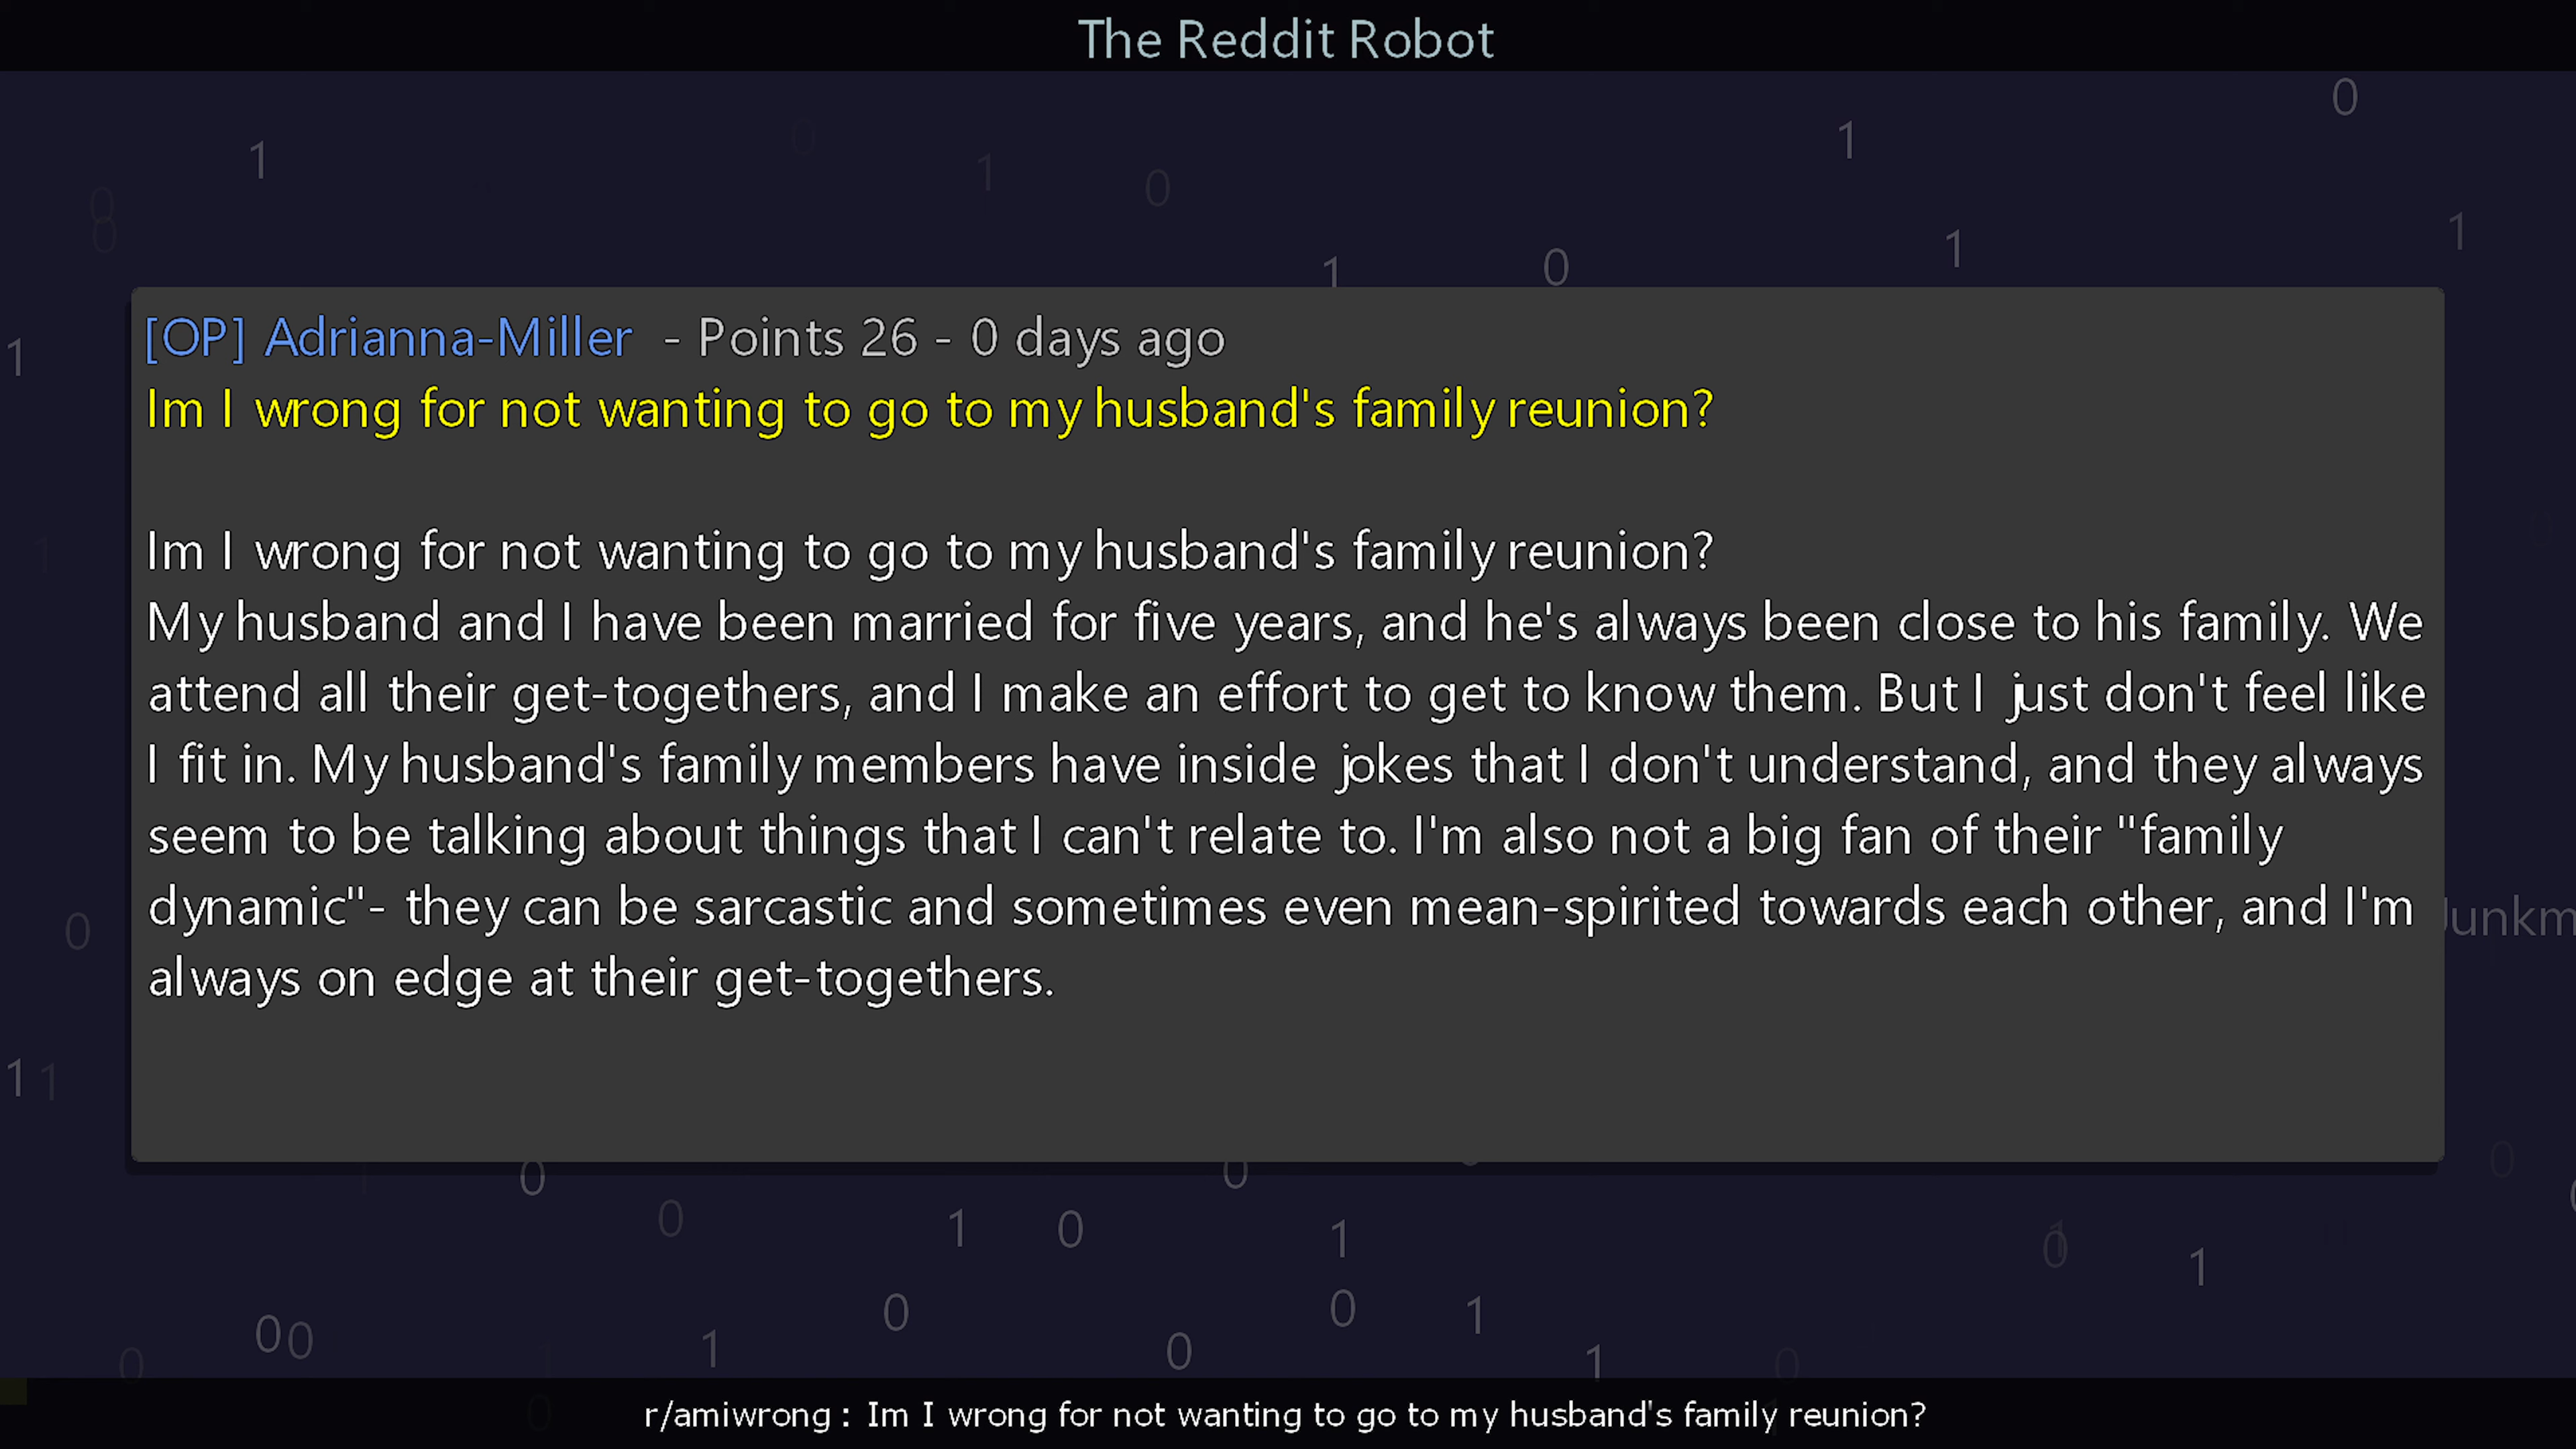 The Reddit Robot
[OP] Adrianna-Miller - Points 26 - 0 days ago
Im I wrong for not wanting to go to my husband's family reunion?
Im I wrong for not wanting to go to my husband's family reunion?
My husband and I have been married for five years, and he's always been close to his family. We
attend all their get-togethers, and I make an effort to get to know them. But I just don't feel like
I fit in. My husband's family members have inside jokes that I don't understand, and they always
seem to be talking about things that I can't relate to. I'm also not a big fan of their "family
dynamic"- they can be sarcastic and sometimes even mean-spirited towards each other, and I'm
always on edge at their get-togethers.
r/amiwrong : Im I wrong for not wanting to go to my husband's family reunion?